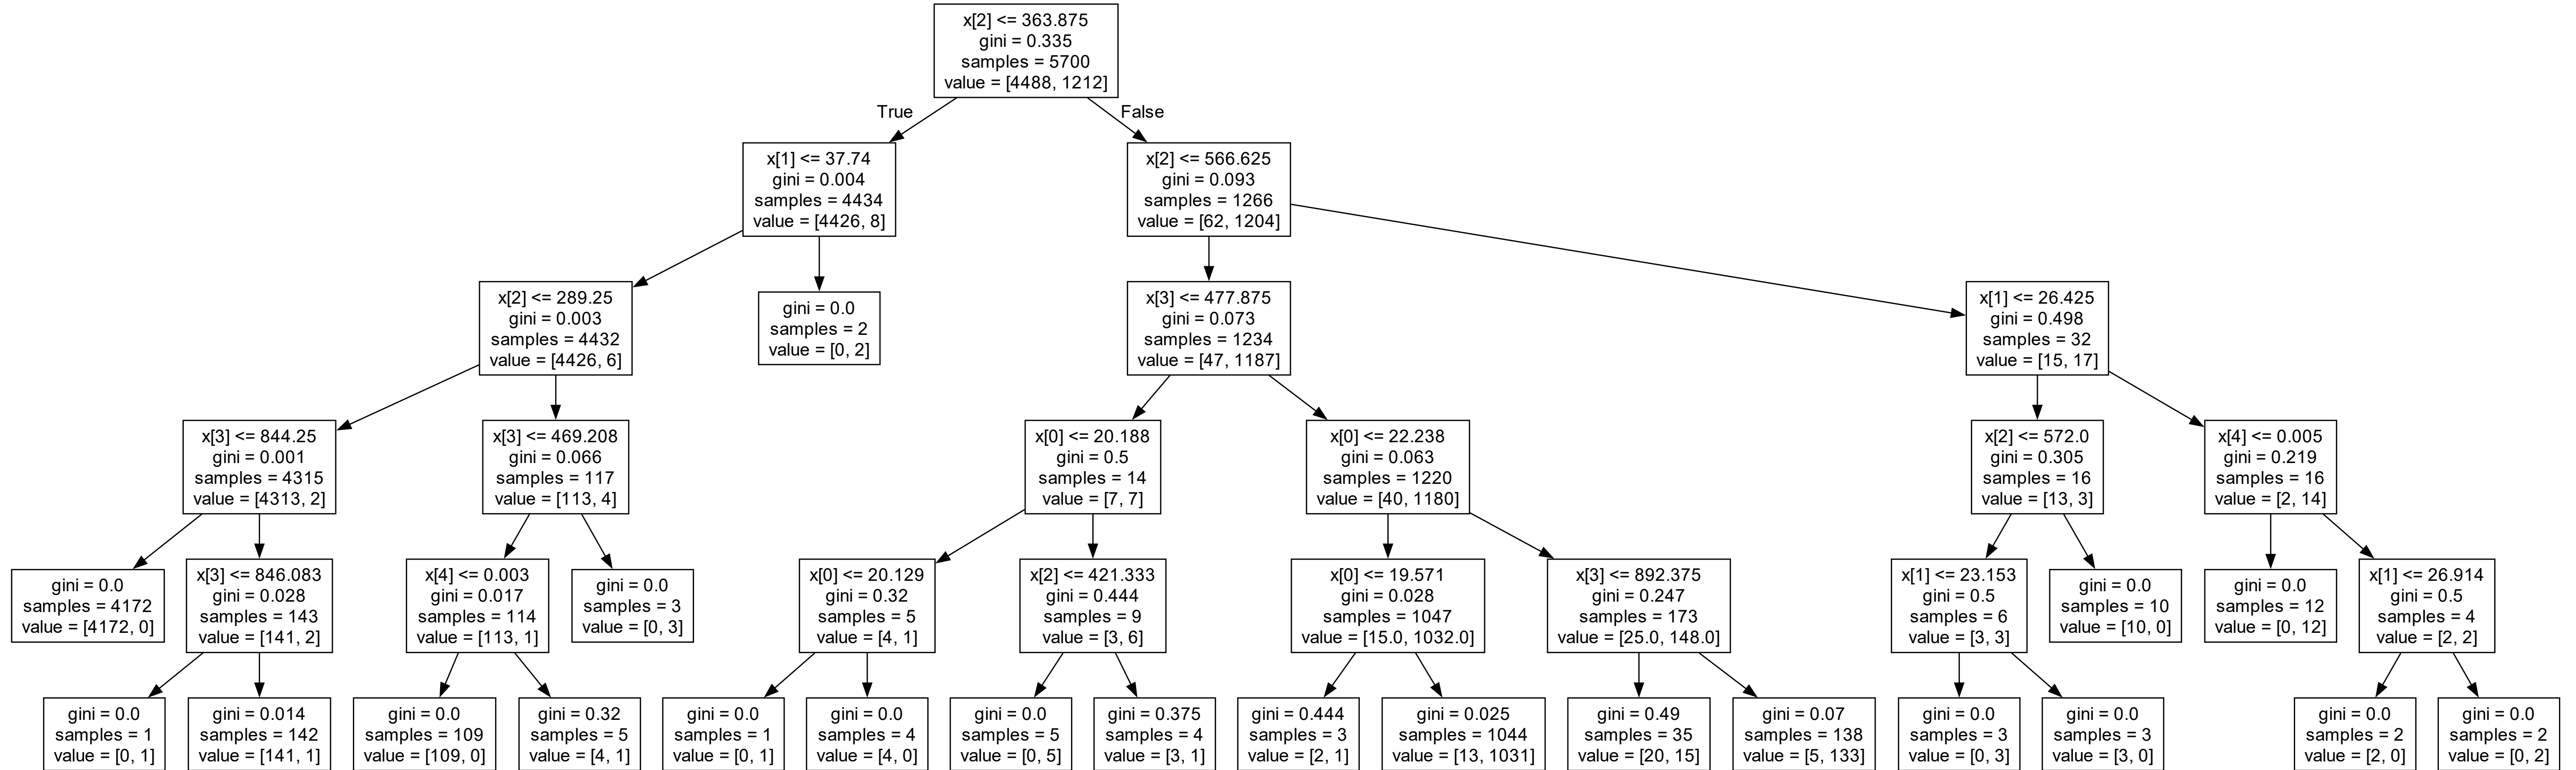 x[2] <= 363.875
gini = 0.335
samples = 5700
value = [4488, 1212]
True
False
x[1] <= 37.74
gini = 0.004
samples = 4434
value = [4426, 8]
x[2] <= 566.625
gini = 0.093
samples = 1266
value = [62, 1204]
x[2] <= 289.25
gini = 0.003
samples = 4432
value = [4426, 6]
gini = 0.0
samples = 2
value = [0, 2]
x[3] <= 477.875
gini = 0.073
samples = 1234
value = [47, 1187]
x[1] <= 26.425
gini = 0.498
samples = 32
value = [15, 17]
x[3] <= 844.25
gini = 0.001
samples = 4315
value = [4313, 2]
x[3] <= 469.208
gini = 0.066
samples = 117
value = [113, 4]
x[0] <= 20.188
gini = 0.5
samples = 14
value = [7, 7]
x[0] <= 22.238
gini = 0.063
samples = 1220
value = [40, 1180]
x[2] <= 572.0
gini = 0.305
samples = 16
value = [13, 3]
x[4] <= 0.005
gini = 0.219
samples = 16
value = [2, 14]
gini = 0.0
samples = 4172
value = [4172, 0]
x[3] <= 846.083
gini = 0.028
samples = 143
value = [141, 2]
x[4] <= 0.003
gini = 0.017
samples = 114
value = [113, 1]
gini = 0.0
samples = 3
value = [0, 3]
x[0] <= 20.129
gini = 0.32
samples = 5
value = [4, 1]
x[2] <= 421.333
gini = 0.444
samples = 9
value = [3, 6]
x[0] <= 19.571
gini = 0.028
samples = 1047
value = [15.0, 1032.0]
x[3] <= 892.375
gini = 0.247
samples = 173
value = [25.0, 148.0]
x[1] <= 23.153
gini = 0.5
samples = 6
value = [3, 3]
gini = 0.0
samples = 10
value = [10, 0]
gini = 0.0
samples = 12
value = [0, 12]
x[1] <= 26.914
gini = 0.5
samples = 4
value = [2, 2]
gini = 0.0
samples = 1
value = [0, 1]
gini = 0.014
samples = 142
value = [141, 1]
gini = 0.0
samples = 109
value = [109, 0]
gini = 0.32
samples = 5
value = [4, 1]
gini = 0.0
samples = 1
value = [0, 1]
gini = 0.0
samples = 4
value = [4, 0]
gini = 0.0
samples = 5
value = [0, 5]
gini = 0.375
samples = 4
value = [3, 1]
gini = 0.444
samples = 3
value = [2, 1]
gini = 0.025
samples = 1044
value = [13, 1031]
gini = 0.49
samples = 35
value = [20, 15]
gini = 0.07
samples = 138
value = [5, 133]
gini = 0.0
samples = 3
value = [0, 3]
gini = 0.0
samples = 3
value = [3, 0]
gini = 0.0
samples = 2
value = [2, 0]
gini = 0.0
samples = 2
value = [0, 2]